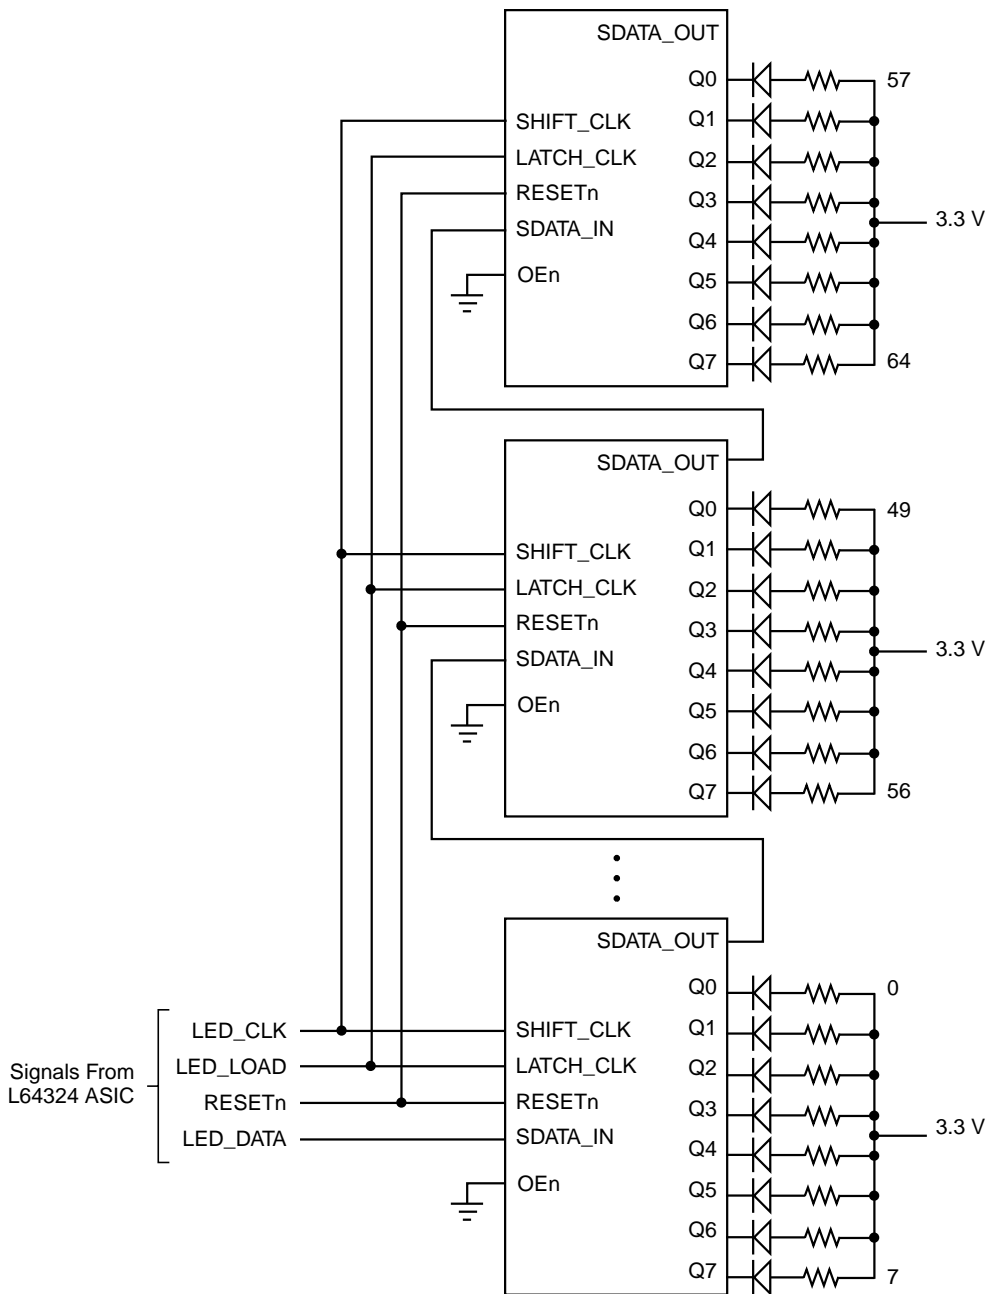 SDATA_OUT
Q0
57
SHIFT_CLK
Q1
LATCH_CLK
Q2
RESETn
Q3
3.3 V
SDATA_IN
Q4
OEn
Q5
Q6
Q7
64
SDATA_OUT
Q0
49
SHIFT_CLK
Q1
LATCH_CLK
Q2
RESETn
Q3
3.3 V
SDATA_IN
Q4
OEn
Q5
Q6
Q7
56
SDATA_OUT
Q0
0
Signals From
L64324 ASIC
LED_CLK
SHIFT_CLK
Q1
LED_LOAD
LATCH_CLK
Q2
RESETn
RESETn
Q3
3.3 V
LED_DATA
SDATA_IN
Q4
OEn
Q5
Q6
Q7
7